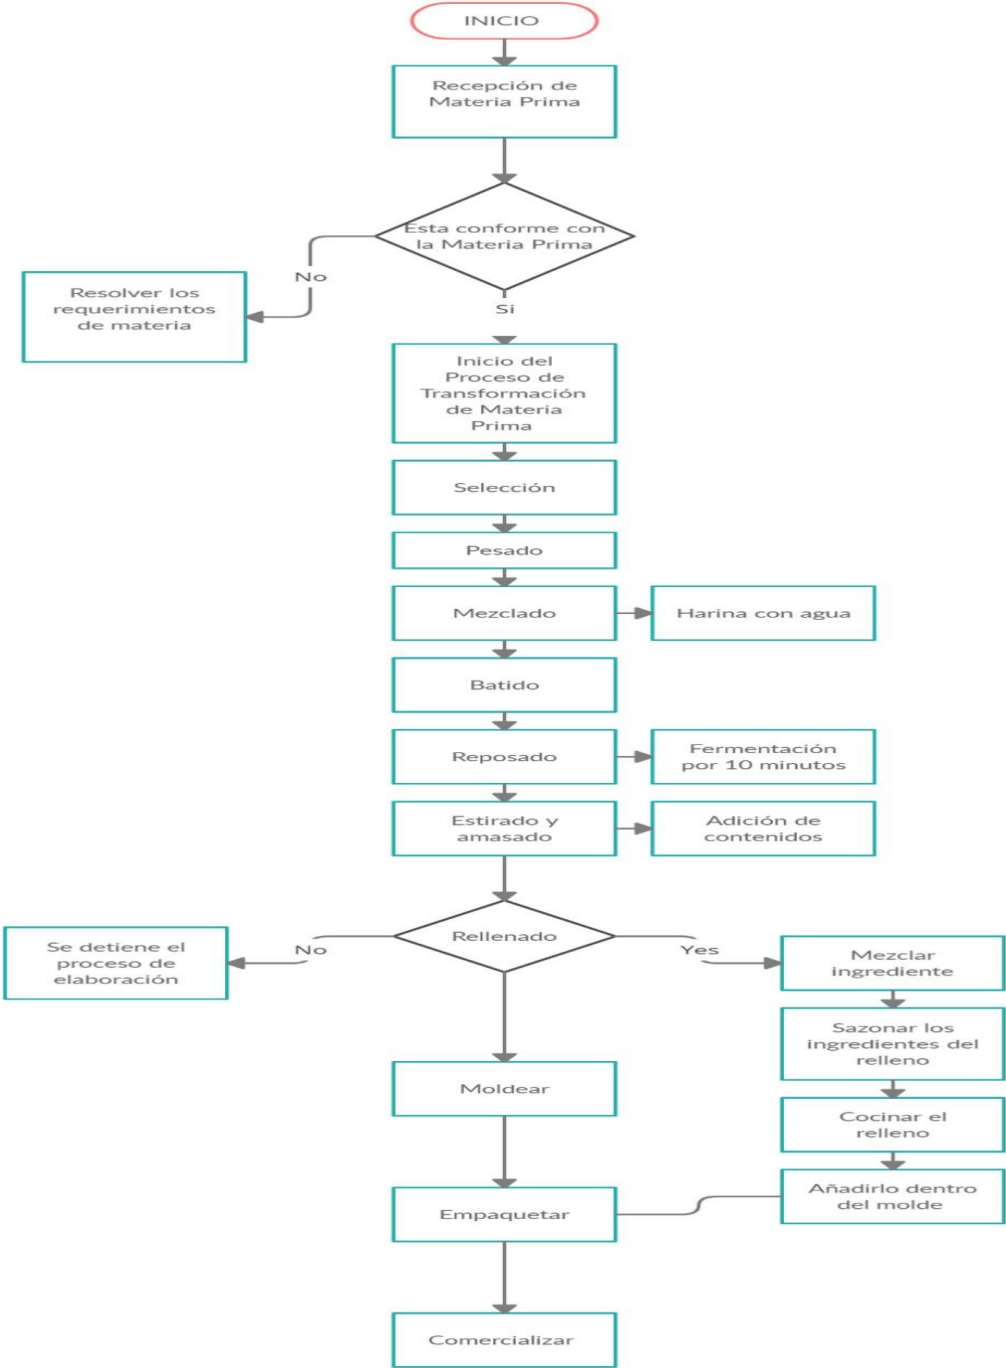 INICIO
Recepción de
Materia Prima
Esta conforme con
la Materia Prima
No
Resolver los
requerimientos
de materia
Si
Inicio del
Proceso de
Transformación
de Materia
Prima
Selección
Pesado
Mezclado
Harina con agua
Batido
Reposado
Fermentación
por 10 minutos
Estirado y
amasado
Adición de
contenidos
Rellenado
No
Se detiene el
proceso de
elaboración
Yes
Mezclar
ingrediente
Sazonar los
ingredientes del
relleno
Cocinar el
relleno
Añadirlo dentro
del molde
Moldear
Empaquetar
Comercializar